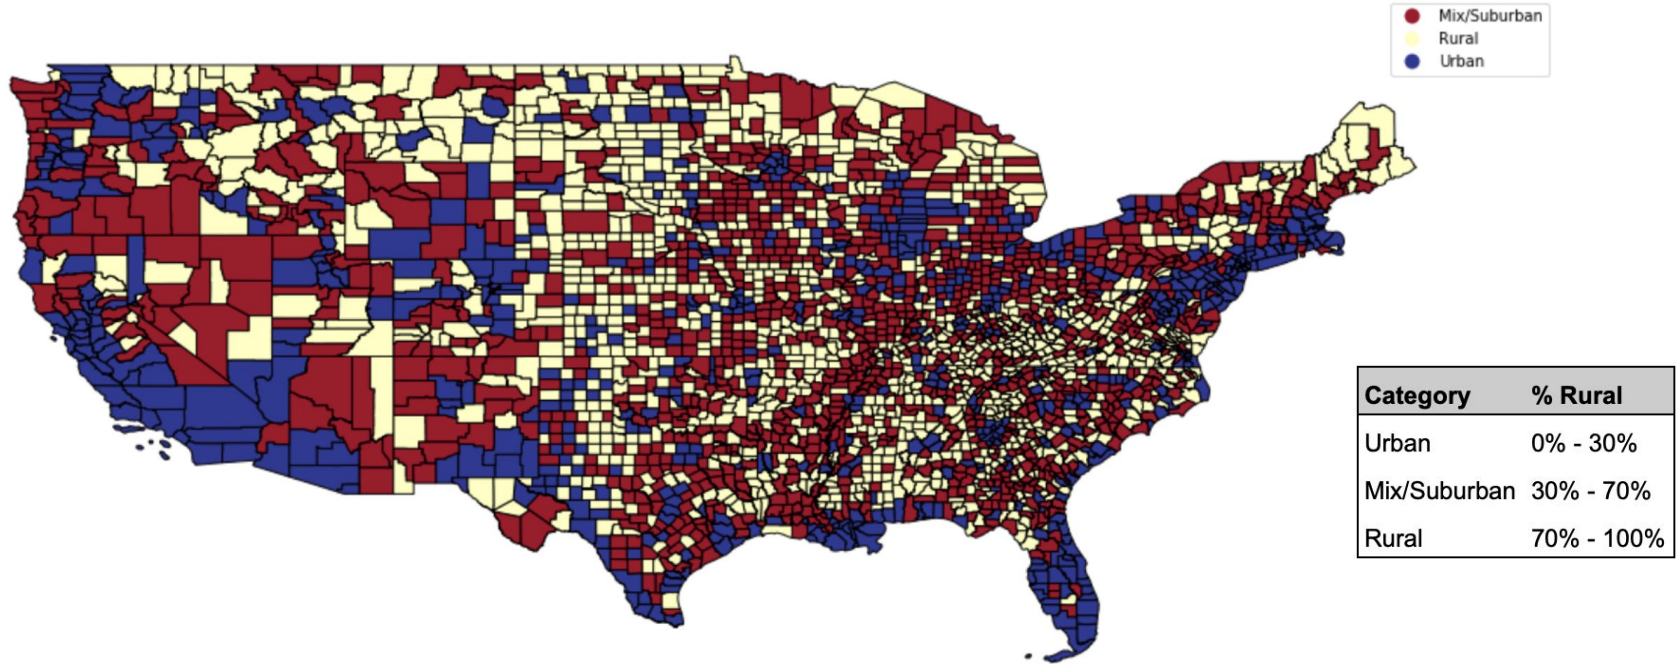 Mix/Suburban
Rural
Urban
Category % Rural
Urban 0% - 30%
Mix/Suburban 30% - 70%
Rural 70% - 100%